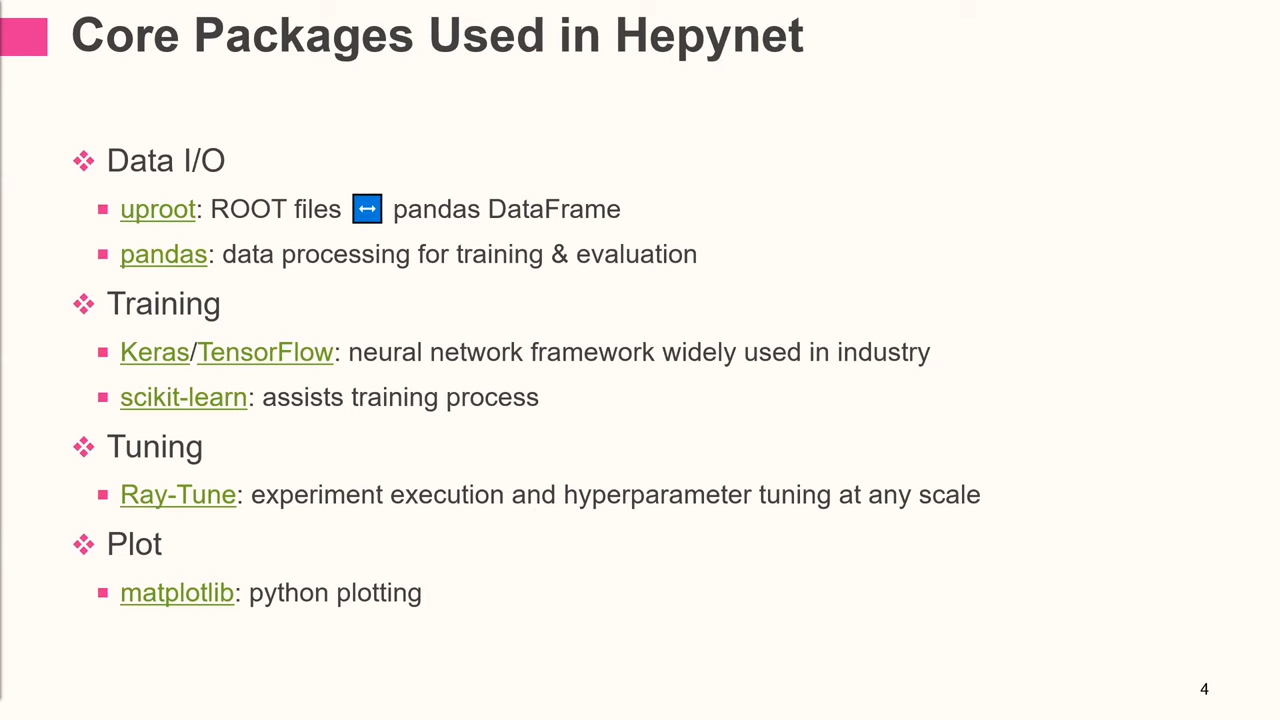 Core Packages Used in Hepynet
Data I/O
uproot: ROOT files ↔ pandas DataFrame
pandas: data processing for training & evaluation
Training
Keras/TensorFlow: neural network framework widely used in industry
scikit-learn: assists training process
Tuning
Ray-Tune: experiment execution and hyperparameter tuning at any scale
Plot
matplotlib: python plotting
4